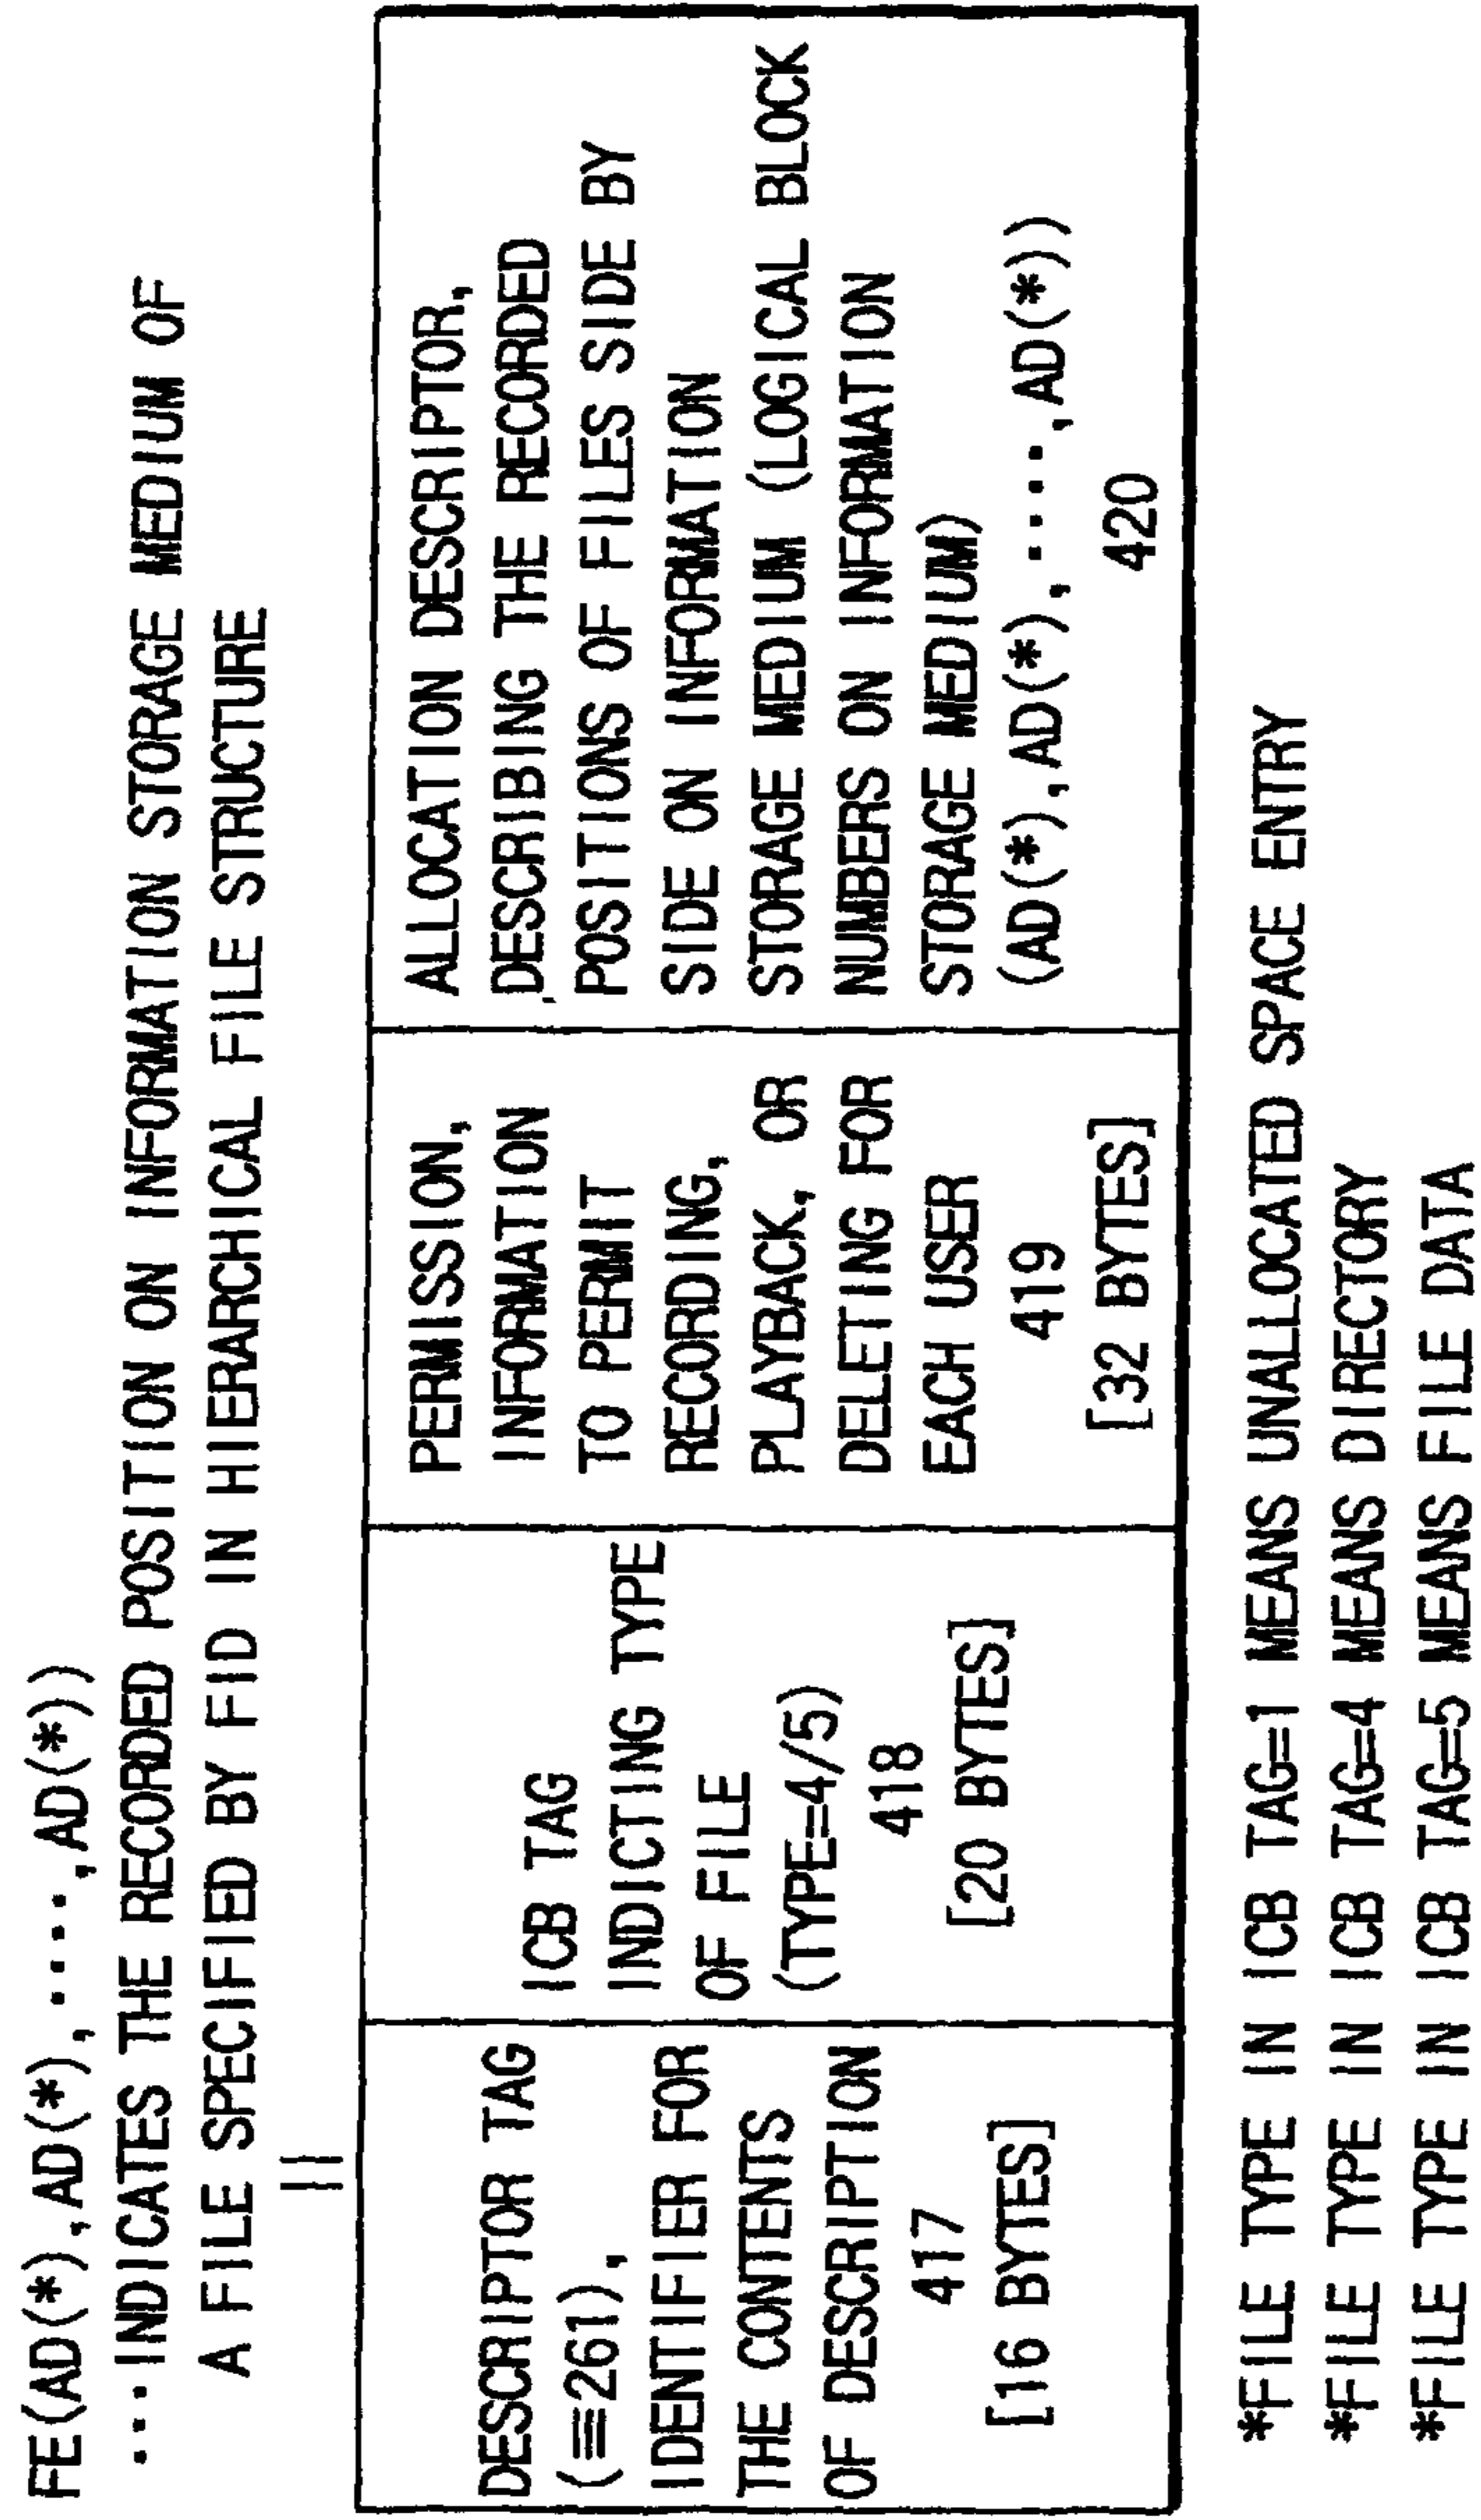 FE(AD(*),AD(*),····,AD(*))
··· INDICATES THE RECORDED POSITION ON INFORMATION STORAGE MEDIUM OF
A FILE SPECIFIED BY FID IN HIERARCHICAL FILE STRUCTURE
DESCRIPTOR TAG
(≡261),
IDENTIFIER FOR
THE CONTENTS
OF DESCRIPTION
417
[16 BYTES]
ICB TAG
INDICTING TYPE
OF FILE
(TYPE=4/5)
418
[20 BYTES]
PERMISSION,
INFORMATION
TO PERMIT
RECORDING,
PLAYBACK, OR
DELETING FOR
EACH USER
419
[32 BYTES]
ALLOCATION DESCRIPTOR,
DESCRIBING THE RECORDED
POSITIONS OF FILES SIDE BY
SIDE ON INFORMATION
STORAGE MEDIUM (LOGICAL BLOCK
NUMBERS ON INFORMATION
STORAGE MEDIUM)
(AD(*),AD(*),····,AD(*))
420
*FILE TYPE IN ICB TAG=1 MEANS UNALLOCATED SPACE ENTRY
*FILE TYPE IN ICB TAG=4 MEANS DIRECTORY
*FILE TYPE IN ICB TAG=5 MEANS FILE DATA